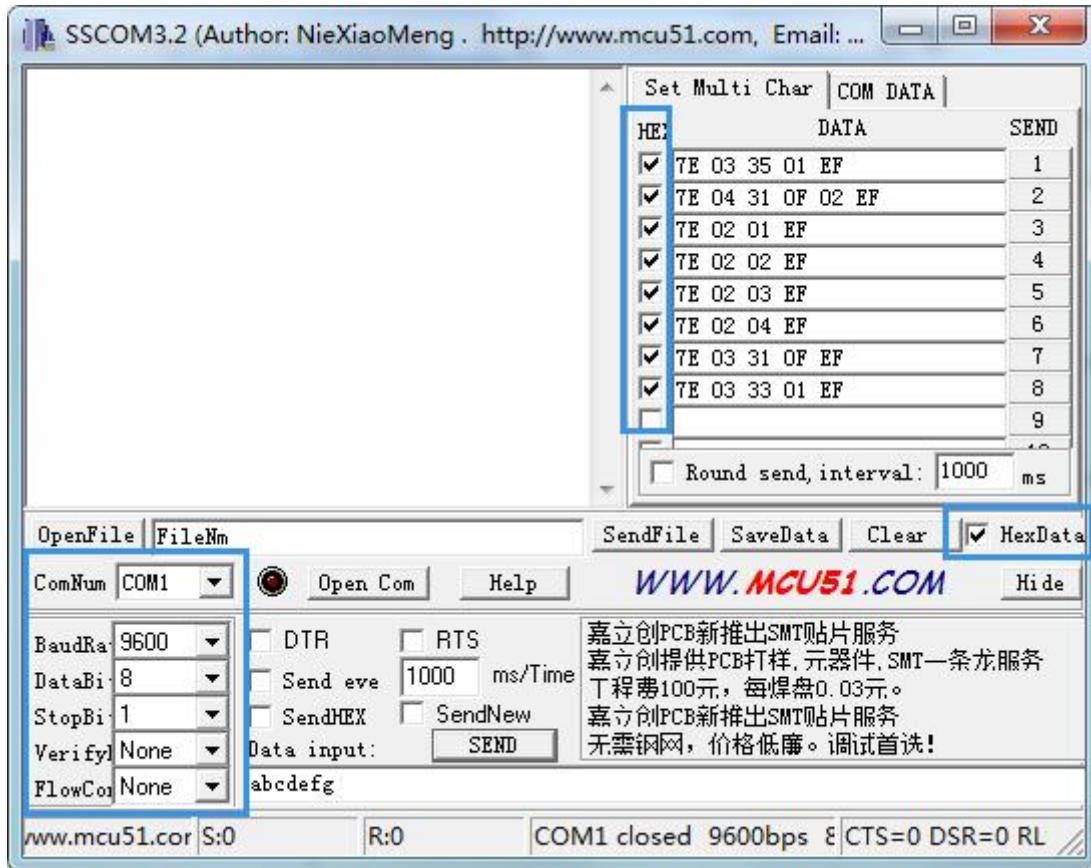 SSCOM3.2 (Author: NieXiaoMeng .  http://www.mcu51.com,  Email: ...
Set Multi Char COM DATA
HEX DATA SEND
7E 03 35 01 EF 1
7E 04 31 0F 02 EF 2
7E 02 01 EF 3
7E 02 02 EF 4
7E 02 03 EF 5
7E 02 04 EF 6
7E 03 31 0F EF 7
7E 03 33 01 EF 8
9
Round send, interval: 1000 ms
OpenFile FileNm SendFile SaveData Clear HexData
ComNum COM1 Open Com Help WWW.MCU51.COM Hide
BaudRa 9600 DTR RTS
DataBi 8 Send eve 1000 ms/Time
StopBi 1 SendHEX SendNew
Verify None Data input: SEND
FlowCo None abcdefg
嘉立创PCB新推出SMT贴片服务
嘉立创提供PCB打样,元器件,SMT一条龙服务
工程费100元，每焊盘0.03元。
嘉立创PCB新推出SMT贴片服务
无需钢网，价格低廉。调试首选!
www.mcu51.cor S:0 R:0 COM1 closed 9600bps 8 CTS=0 DSR=0 RL